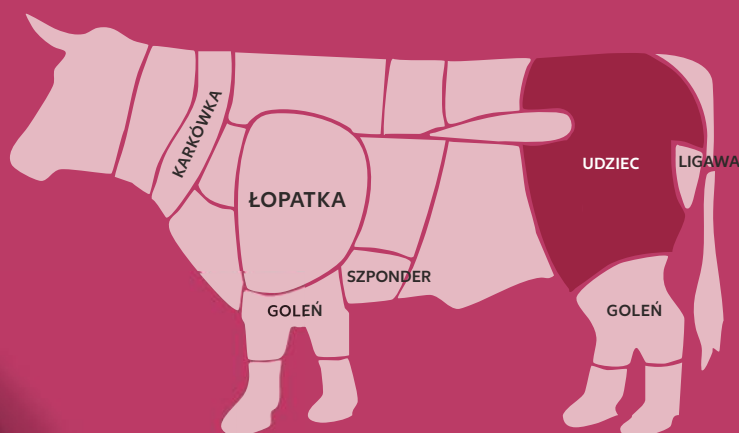 KARKÓWKA
ŁOPATKA
SZPONDER
GOLEŃ
UDZIEC
LIGAWA
GOLEŃ